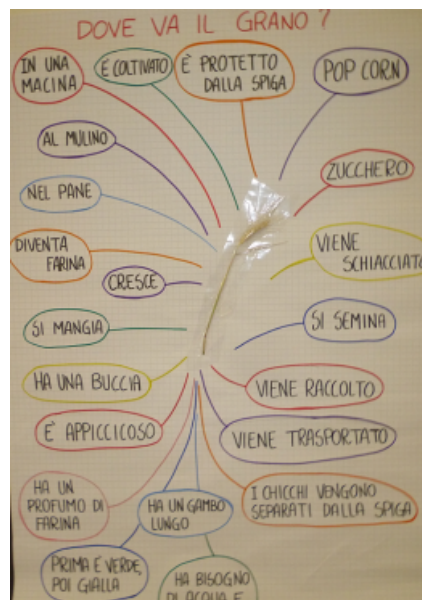 DOVE VA IL GRANO ?
IN UNA
MACINA
È COLTIVATO
È PROTETTO
DALLA SPIGA
POP CORN
AL MULINO
ZUCCHERO
NEL PANE
DIVENTA
FARINA
VIENE
SCHIACCIATO
CRESCE
SI MANGIA
SI SEMINA
HA UNA BUCCIA
VIENE RACCOLTO
E' APPICCICOSO
VIENE TRASPORTATO
HA UN
PROFUMO DI
FARINA
HA UN GAMBO
LUNGO
I CHICCHI VENGONO
SEPARATI DALLA SPIGA
PRIMA E' VERDE,
POI GIALLA
HA BISOGNO
DI ACQUA E